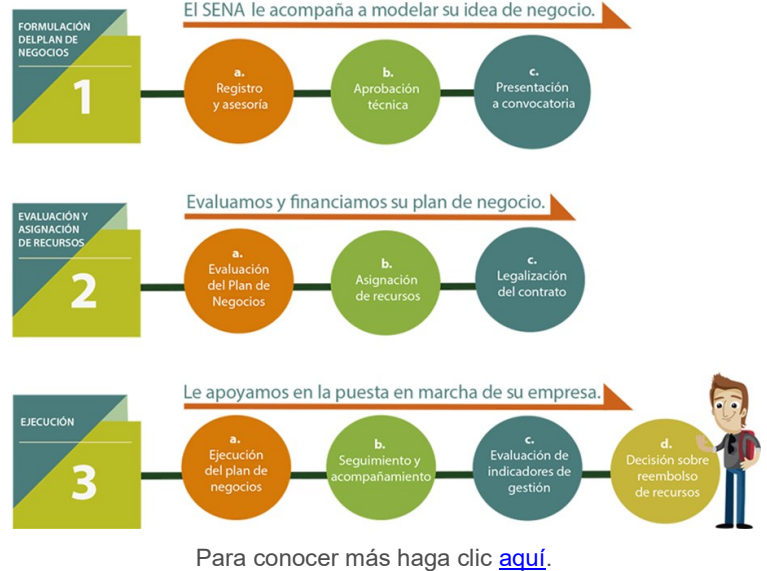 El SENA le acompaña a modelar su idea de negocio.
FORMULACIÓN
DELPLAN DE
NEGOCIOS
1
a.
Registro
y asesoría
b.
Aprobación
técnica
c.
Presentación
a convocatoria
Evaluamos y financiamos su plan de negocio.
EVALUACIÓN Y
ASIGNACIÓN
DE RECURSOS
2
a.
Evaluación
del Plan de
Negocios
b.
Asignación
de recursos
c.
Legalización
del contrato
Le apoyamos en la puesta en marcha de su empresa.
EJECUCIÓN
3
a.
Ejecución
del plan de
negocios
b.
Seguimiento y
acompañamiento
c.
Evaluación de
indicadores de
gestión
d.
Decisión sobre
reembolso
de recursos
Para conocer más haga clic aquí.